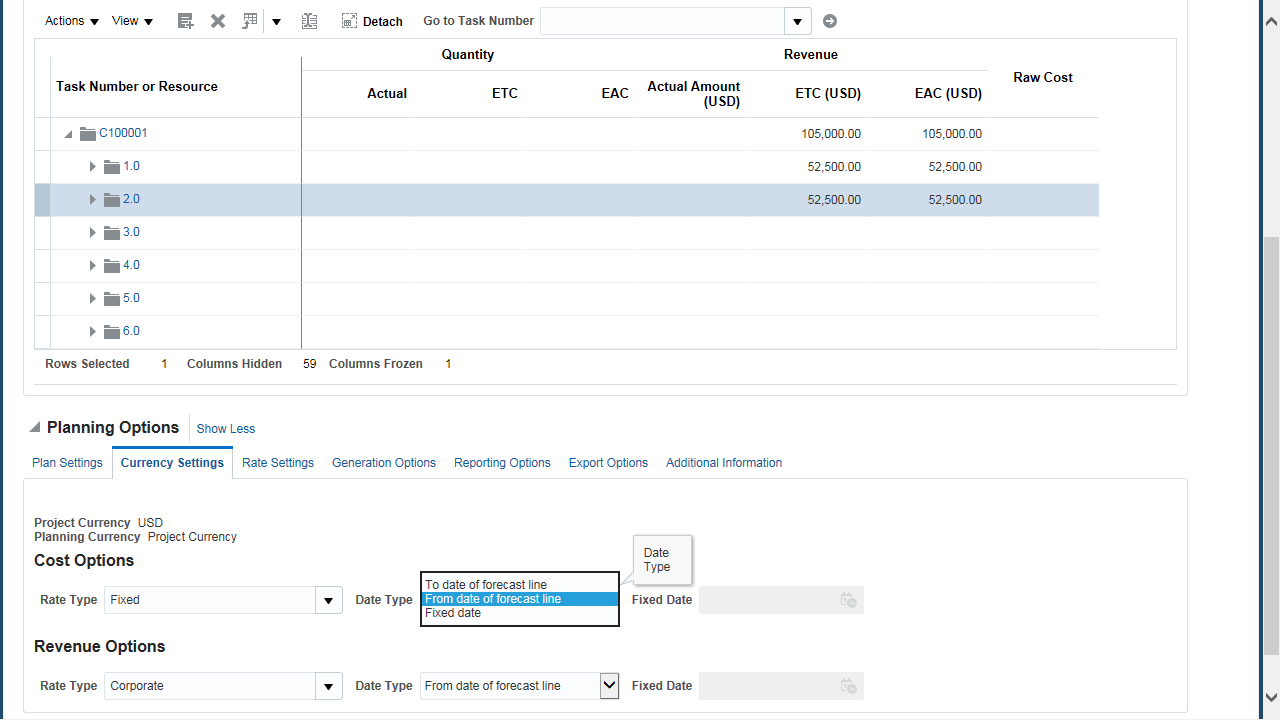 Actions View Detach Go to Task Number
Quantity Revenue
Task Number or Resource Actual ETC EAC Actual Amount (USD) ETC (USD) EAC (USD) Raw Cost
C100001 105,000.00 105,000.00
1.0 52,500.00 52,500.00
2.0 52,500.00 52,500.00
3.0
4.0
5.0
6.0
Rows Selected 1 Columns Hidden 59 Columns Frozen 1
Planning Options Show Less
Plan Settings Currency Settings Rate Settings Generation Options Reporting Options Export Options Additional Information
Project Currency USD
Planning Currency Project Currency
Cost Options
Date
Type
Rate Type Fixed Date Type
To date of forecast line
From date of forecast line
Fixed date
Fixed Date
Revenue Options
Rate Type Corporate Date Type From date of forecast line Fixed Date